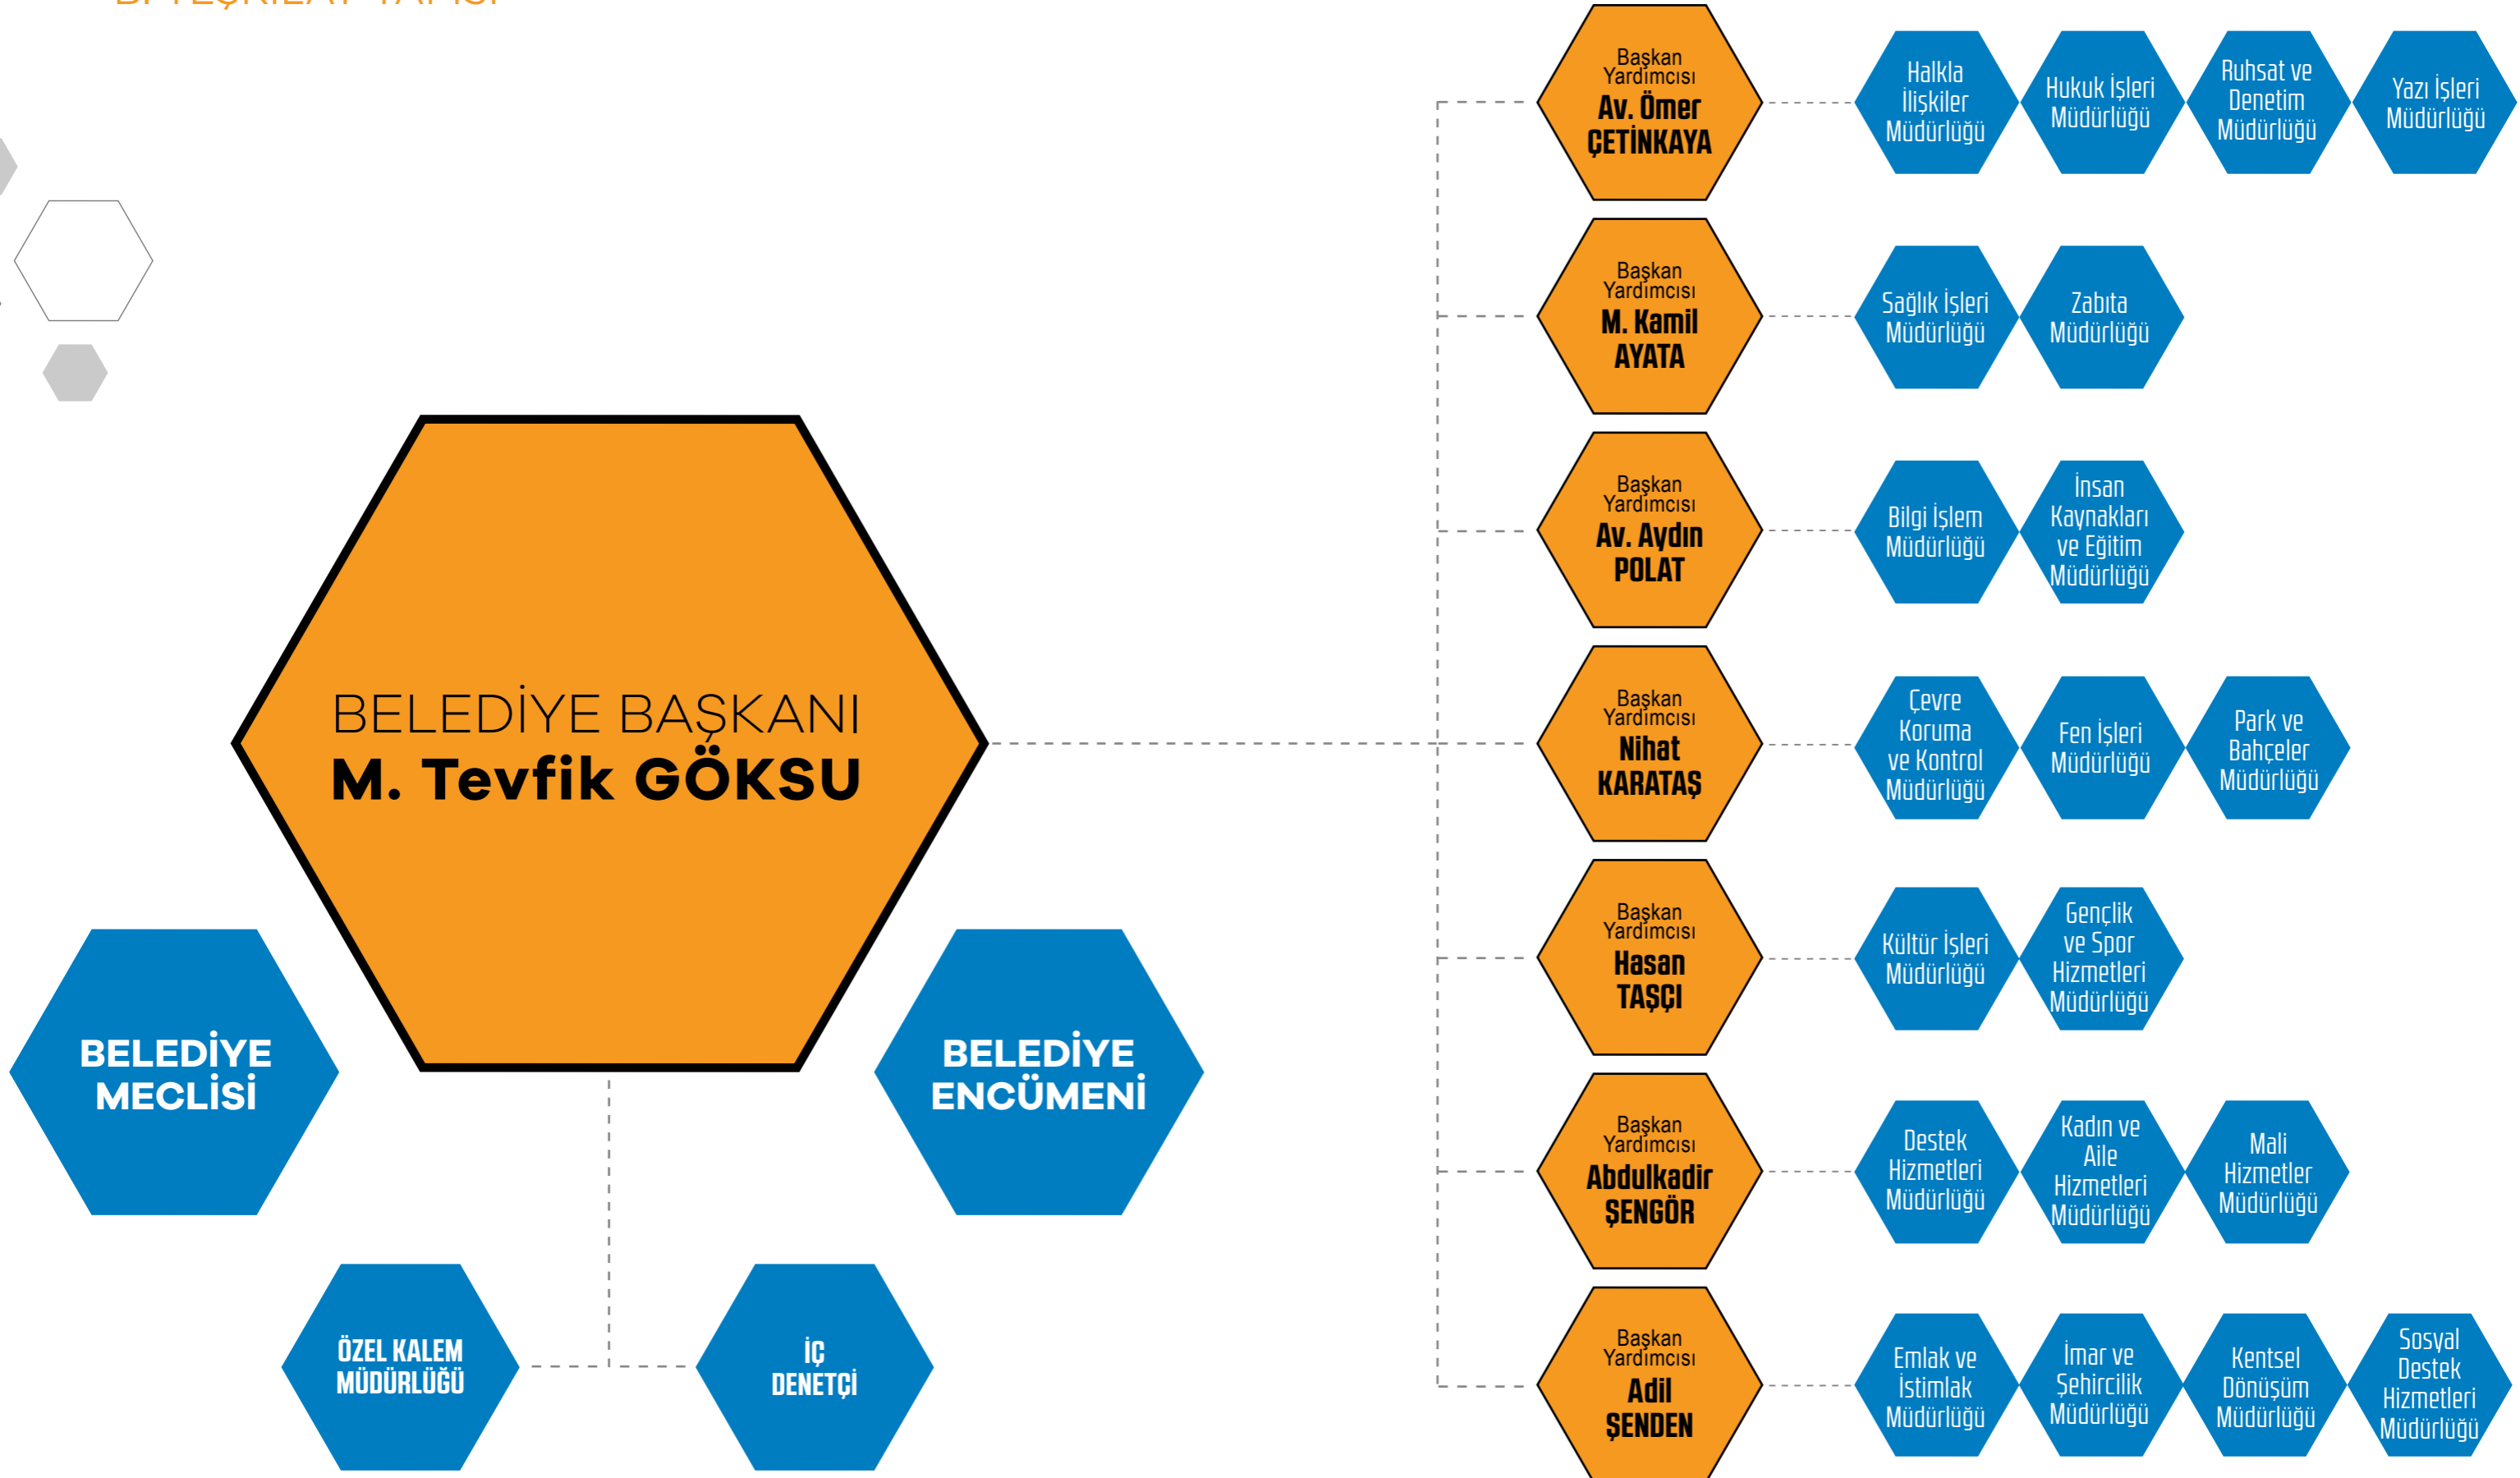 B. TEŞKİLAT YAPISI
BELEDİYE BAŞKANI
M. Tevfik GÖKSU
BELEDİYE
MECLİSİ
BELEDİYE
ENCÜMENİ
ÖZEL KALEM
MÜDÜRLÜĞÜ
İÇ
DENETÇİ
Başkan
Yardımcısı
Av. Ömer
ÇETİNKAYA
Halkla
İlişkiler
Müdürlüğü
Hukuk İşleri
Müdürlüğü
Ruhsat ve
Denetim
Müdürlüğü
Yazı İşleri
Müdürlüğü
Başkan
Yardımcısı
M. Kamil
AYATA
Sağlık İşleri
Müdürlüğü
Zabıta
Müdürlüğü
Başkan
Yardımcısı
Av. Aydın
POLAT
Bilgi İşlem
Müdürlüğü
İnsan
Kaynakları
ve Eğitim
Müdürlüğü
Başkan
Yardımcısı
Nihat
KARATAŞ
Çevre
Koruma
ve Kontrol
Müdürlüğü
Fen İşleri
Müdürlüğü
Park ve
Bahçeler
Müdürlüğü
Başkan
Yardımcısı
Hasan
TAŞÇI
Kültür İşleri
Müdürlüğü
Gençlik
ve Spor
Hizmetleri
Müdürlüğü
Başkan
Yardımcısı
Abdulkadir
ŞENGÖR
Destek
Hizmetleri
Müdürlüğü
Kadın ve
Aile
Hizmetleri
Müdürlüğü
Mali
Hizmetler
Müdürlüğü
Başkan
Yardımcısı
Adil
ŞENDEN
Emlak ve
İstimlak
Müdürlüğü
İmar ve
Şehircilik
Müdürlüğü
Kentsel
Dönüşüm
Müdürlüğü
Sosyal
Destek
Hizmetleri
Müdürlüğü